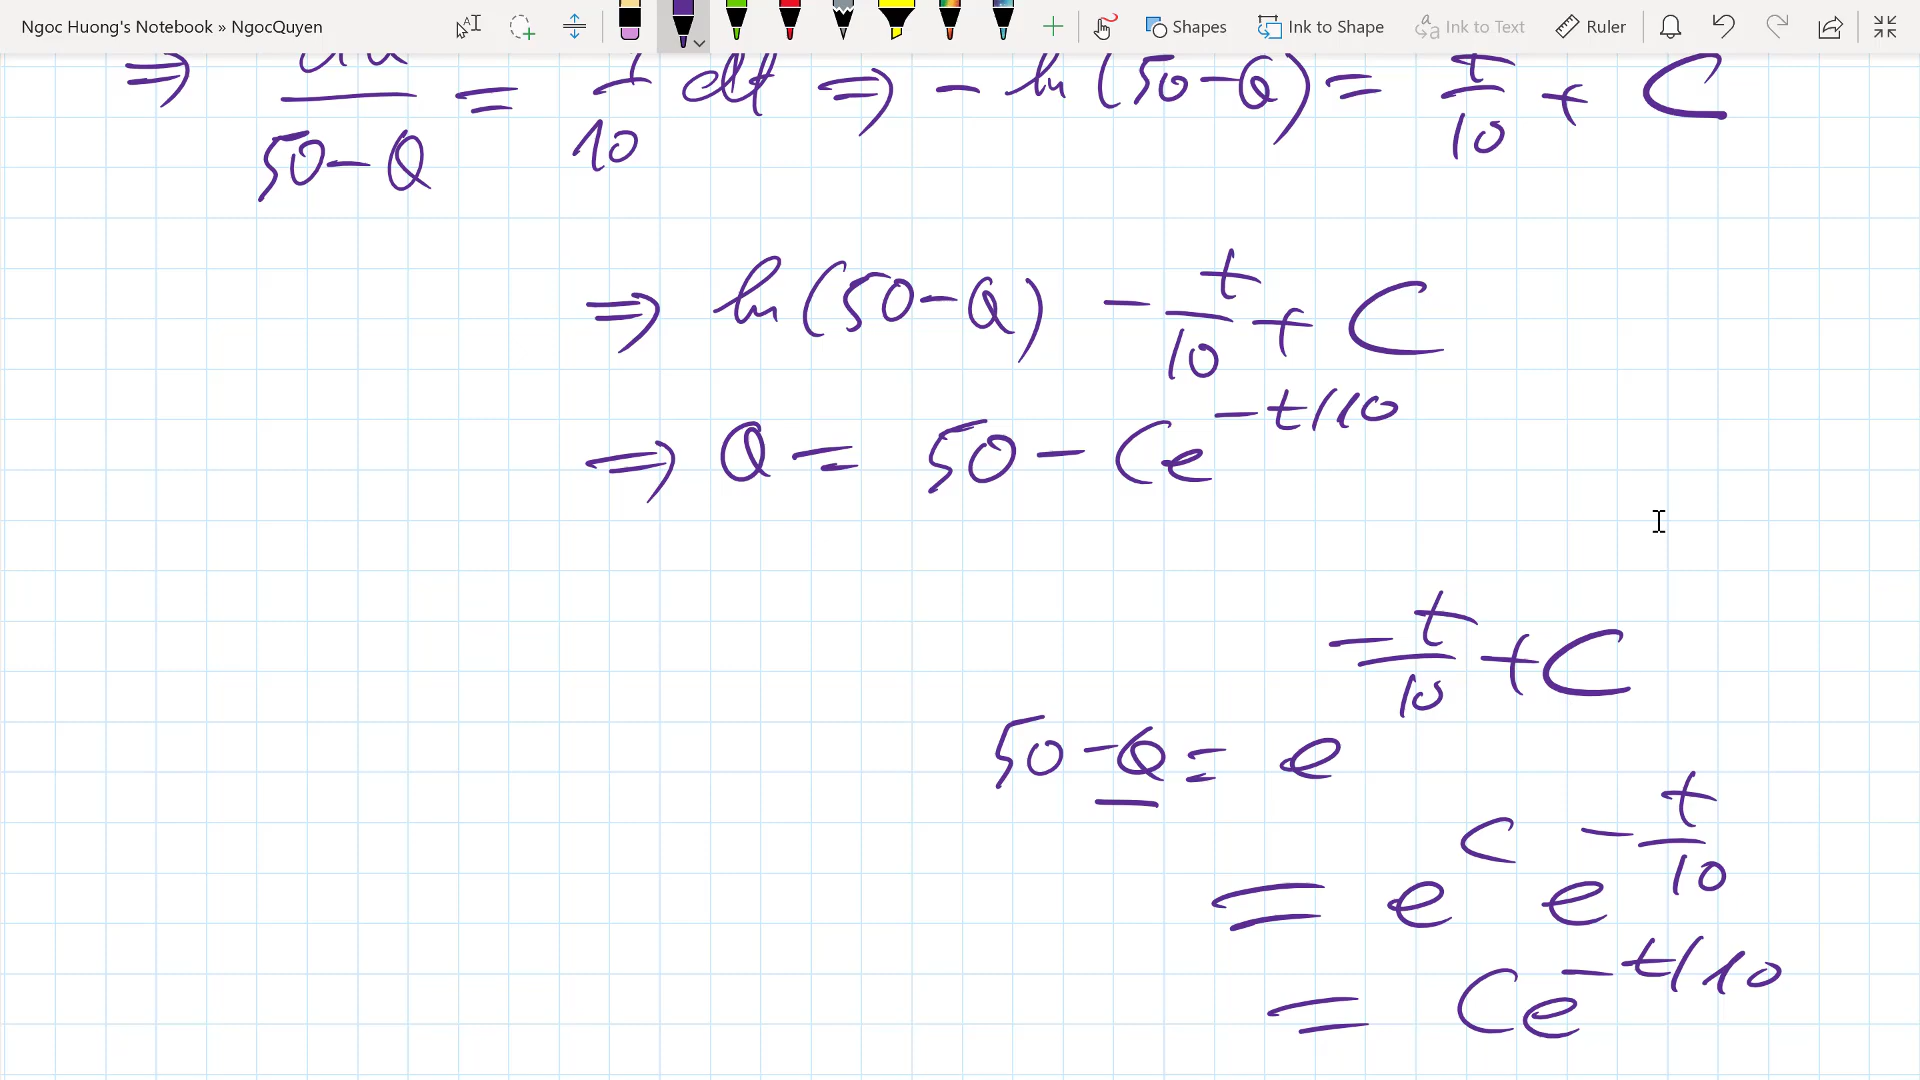 Ngoc Huong's Notebook » NgocQuyen Shapes Ink to Shape Ink to Text Ruler
⇒ dQ/(50-Q) = 1/10 dt ⇒ - ln(50-Q) = t/10 + C
⇒ ln(50-Q) - t/10 + C
⇒ Q = 50 - Ce^(-t/10)
50 - Q = e^(-t/10 + C)
= e^C e^(-t/10)
= Ce^(-t/10)